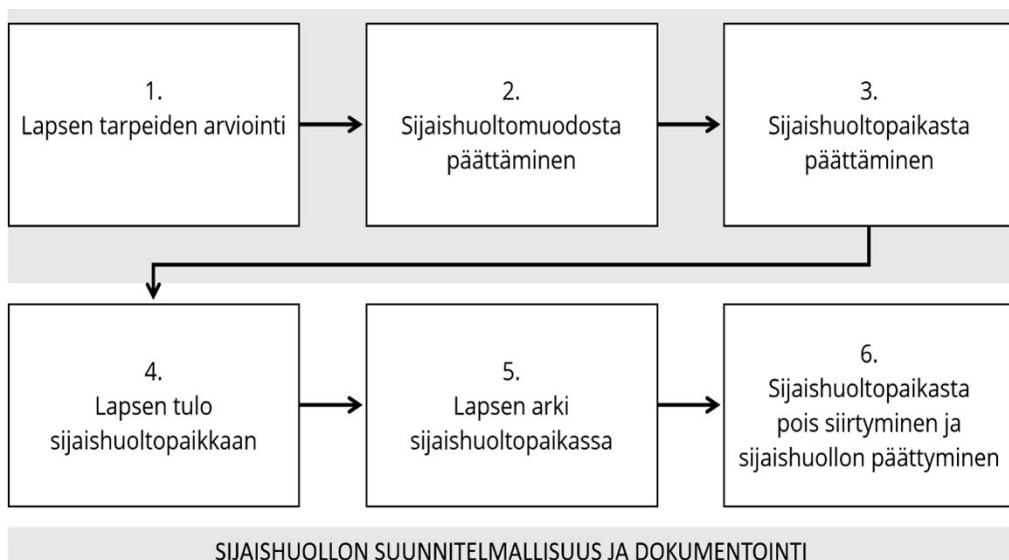 1.
Lapsen tarpeiden arviointi
2.
Sijaishuoltomuodosta
päättäminen
3.
Sijaishuoltopaikasta
päättäminen
4.
Lapsen tulo
sijaishuoltopaikkaan
5.
Lapsen arki
sijaishuoltopaikassa
6.
Sijaishuoltopaikasta
pois siirtyminen ja
sijaishuollon päättyminen
SIJAISHUOLLON SUUNNITELMALLISUUS JA DOKUMENTOINTI